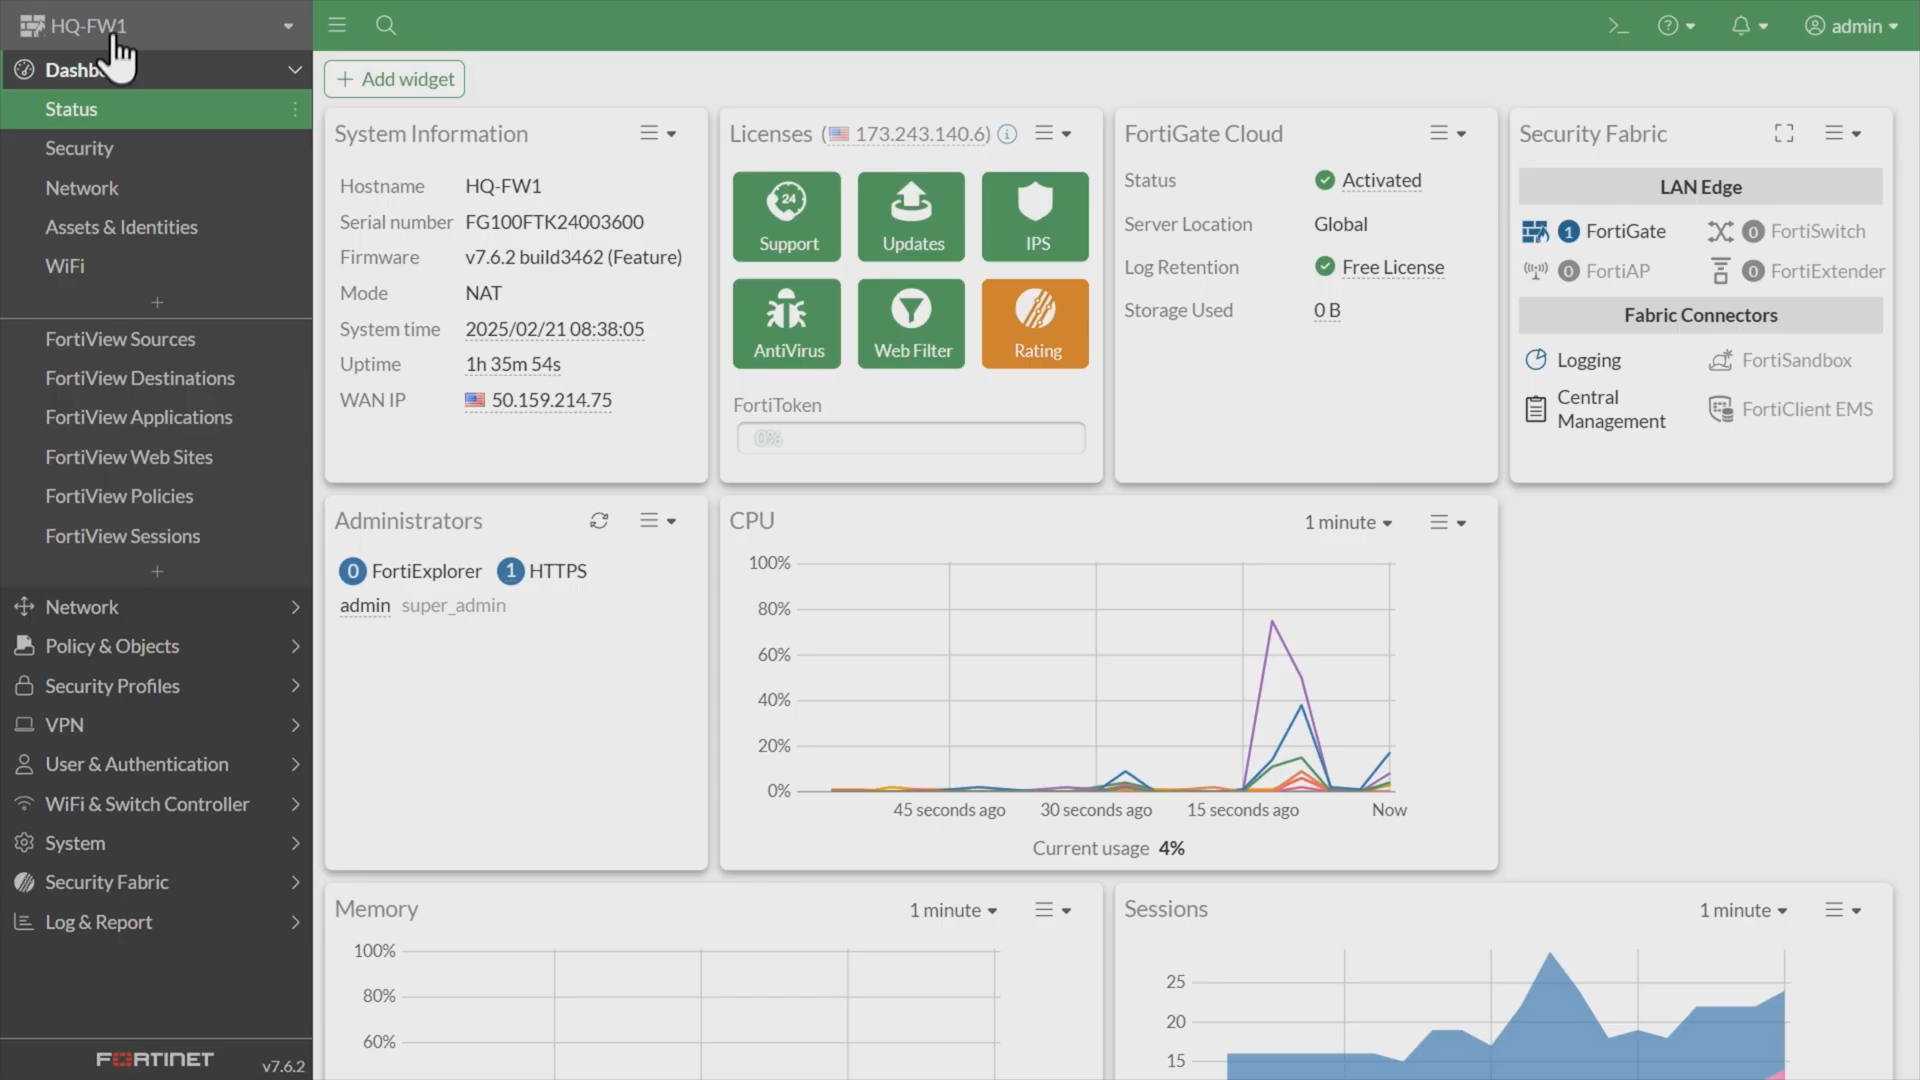 HQ-FW1
admin
Dashb
Status
Security
Network
Assets & Identities
WiFi
FortiView Sources
FortiView Destinations
FortiView Applications
FortiView Web Sites
FortiView Policies
FortiView Sessions
Network
Policy & Objects
Security Profiles
VPN
User & Authentication
WiFi & Switch Controller
System
Security Fabric
Log & Report
FORTINET
v7.6.2
Add widget
System Information
Hostname HQ-FW1
Serial number FG100FTK24003600
Firmware v7.6.2 build3462 (Feature)
Mode NAT
System time 2025/02/21 08:38:05
Uptime 1h 35m 54s
WAN IP 50.159.214.75
Licenses (173.243.140.6)
24
Support Updates IPS
AntiVirus Web Filter Rating
FortiToken
0%
FortiGate Cloud
Status Activated
Server Location Global
Log Retention Free License
Storage Used 0 B
Security Fabric
LAN Edge
1 FortiGate 0 FortiSwitch
0 FortiAP 0 FortiExtender
Fabric Connectors
Logging FortiSandbox
Central Management
FortiClient EMS
Administrators
0 FortiExplorer 1 HTTPS
admin super_admin
CPU
1 minute
100%
80%
60%
40%
20%
0%
45 seconds ago 30 seconds ago 15 seconds ago Now
Current usage 4%
Memory
1 minute
100%
80%
60%
Sessions
1 minute
25
20
15